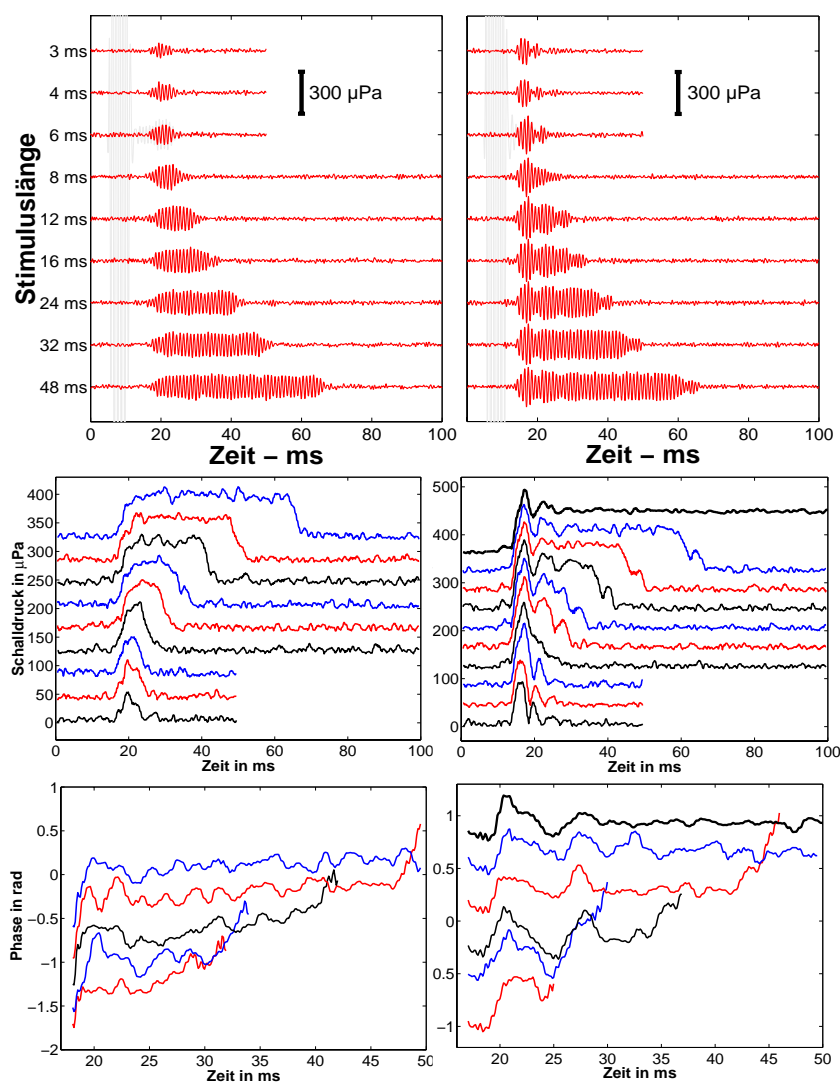 Stimuluslänge
3 ms
4 ms
6 ms
8 ms
12 ms
16 ms
24 ms
32 ms
48 ms
300 µPa
0 20 40 60 80 100
Zeit – ms
300 µPa
20 40 60 80 100
Zeit – ms
Schalldruck in µPa
400
350
300
250
200
150
100
50
0
0 20 40 60 80 100
Zeit in ms
500
400
300
200
100
0
0 20 40 60 80 100
Zeit in ms
Phase in rad
1
0.5
0
−0.5
−1
−1.5
−2
20 25 30 35 40 45 50
Zeit in ms
1
0.5
0
0.5
−1
20 25 30 35 40 45 50
Zeit in ms